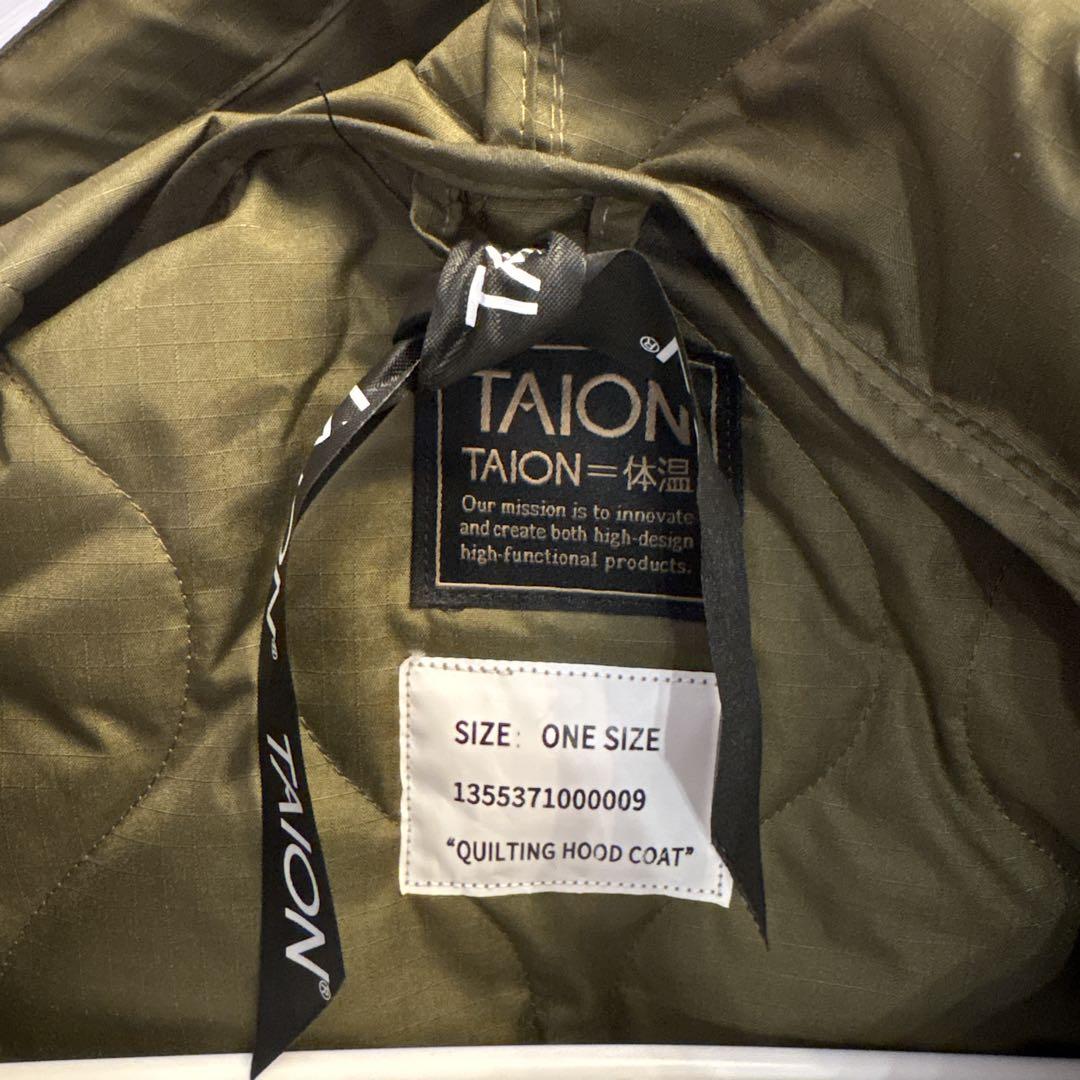 TAION
TAION=体温
Our mission is to innovate
and create both high-design
high-functional products.
SIZE: ONE SIZE
1355371000009
"QUILTING HOOD COAT"
TAION®
TAION®